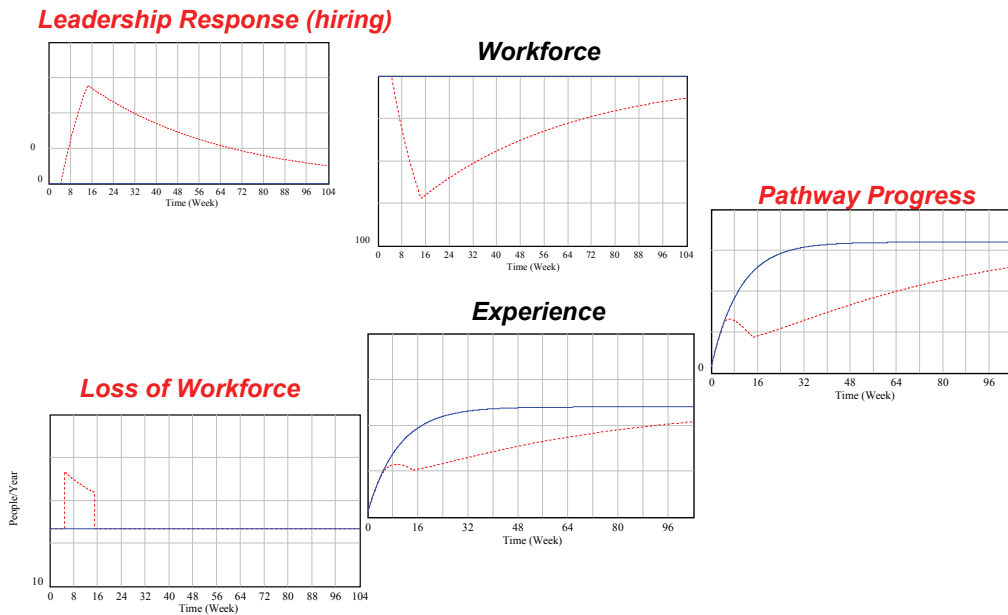 Leadership Response (hiring)
0
0
0 8 16 24 32 40 48 56 64 72 80 88 96 104
Time (Week)
Workforce
100
0 8 16 24 32 40 48 56 64 72 80 88 96 104
Time (Week)
Pathway Progress
0
0 16 32 48 64 80 96
Time (Week)
Experience
0 16 32 48 64 80 96
Time (Week)
Loss of Workforce
People/Year
10
0 8 16 24 32 40 48 56 64 72 80 88 96 104
Time (Week)